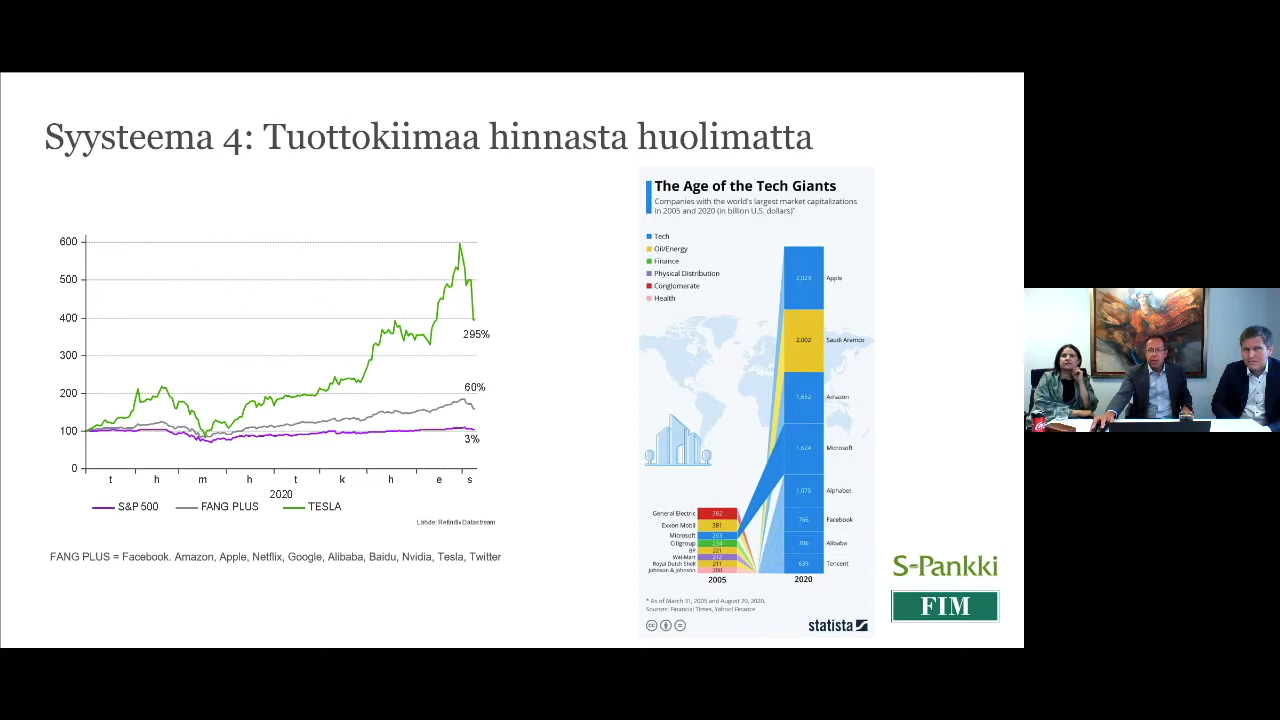 Syysteema 4: Tuottokiimaa hinnasta huolimatta
600
500
400
300
200
100
0
295%
60%
3%
t h m h t k h e s
2020
S&P 500 FANG PLUS TESLA
Lähde: Refinitiv Datastream
FANG PLUS = Facebook. Amazon, Apple, Netflix, Google, Alibaba, Baidu, Nvidia, Tesla, Twitter
The Age of the Tech Giants
Companies with the world's largest market capitalizations
in 2005 and 2020 (in billion U.S. dollars)*
Tech
Oil/Energy
Finance
Physical Distribution
Conglomerate
Health
2,023 Apple
2,002 Saudi Aramco
1,652 Amazon
1,624 Microsoft
1,075 Alphabet
766 Facebook
706 Alibaba
639 Tencent
General Electric 382
Exxon Mobil 381
Microsoft 263
Citigroup 234
BP 221
Wal-Mart 212
Royal Dutch Shell 211
Johnson & Johnson 200
2005 2020
* As of March 31, 2005 and August 20, 2020.
Sources: Financial Times, Yahoo Finance
statista
S-Pankki
FIM